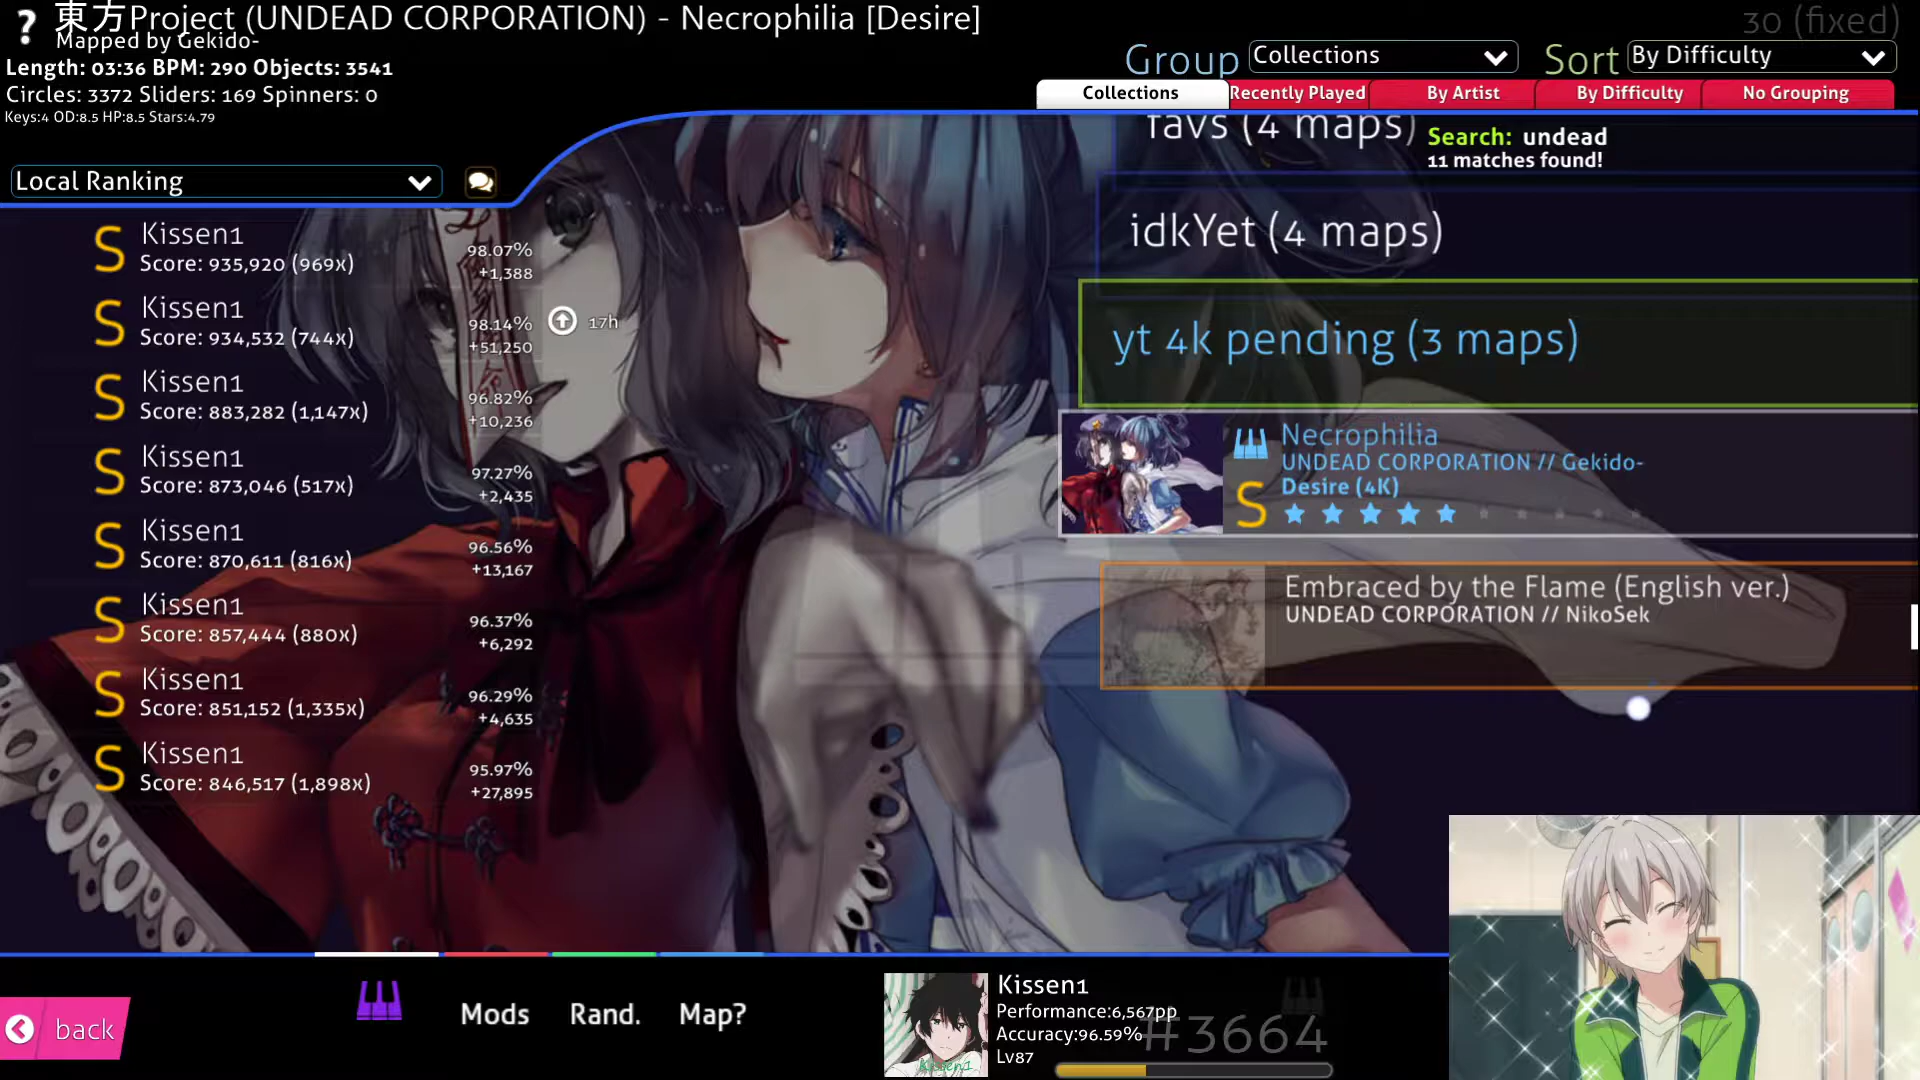 東方Project (UNDEAD CORPORATION) - Necrophilia [Desire]
Mapped by Gekido-
Length: 03:36 BPM: 290 Objects: 3541
Circles: 3372 Sliders: 169 Spinners: 0
Keys:4 OD:8.5 HP:8.5 Stars:4.79
30 (fixed)
Group Collections Sort By Difficulty
Collections Recently Played By Artist By Difficulty No Grouping
Local Ranking
favs (4 maps)
Search: undead
11 matches found!
idkYet (4 maps)
yt 4k pending (3 maps)
Necrophilia
UNDEAD CORPORATION // Gekido-
Desire (4K)
S
Embraced by the Flame (English ver.)
UNDEAD CORPORATION // NikoSek
S Kissen1
Score: 935,920 (969x)
98.07%
+1,388
S Kissen1
Score: 934,532 (744x)
98.14%
+51,250
17h
S Kissen1
Score: 883,282 (1,147x)
96.82%
+10,236
S Kissen1
Score: 873,046 (517x)
97.27%
+2,435
S Kissen1
Score: 870,611 (816x)
96.56%
+13,167
S Kissen1
Score: 857,444 (880x)
96.37%
+6,292
S Kissen1
Score: 851,152 (1,335x)
96.29%
+4,635
S Kissen1
Score: 846,517 (1,898x)
95.97%
+27,895
back
Mods Rand. Map?
Kissen1
Kissen1
Performance:6,567pp
Accuracy:96.59%
Lv87
#3664